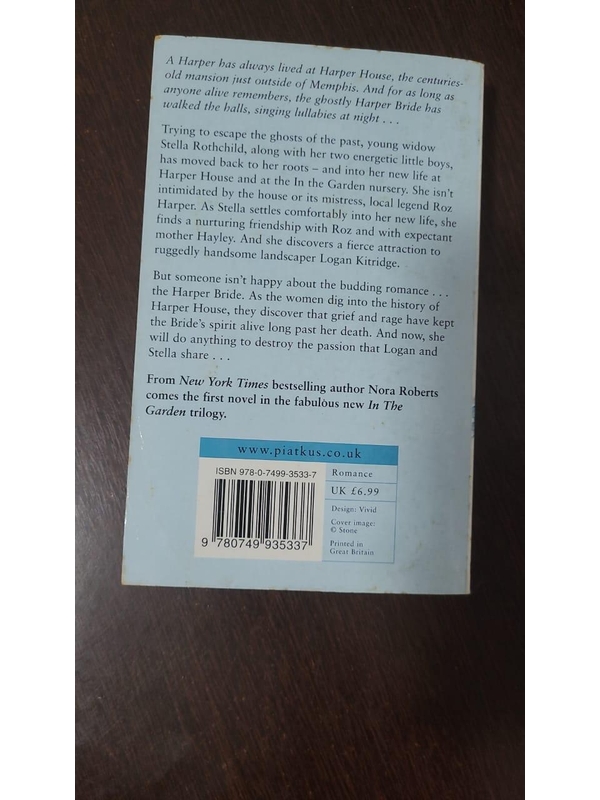 A Harper has always lived at Harper House, the centuries-
old mansion just outside of Memphis. And for as long as
anyone alive remembers, the ghostly Harper Bride has
walked the halls, singing lullabies at night . . .
Trying to escape the ghosts of the past, young widow
Stella Rothchild, along with her two energetic little boys,
has moved back to her roots – and into her new life at
Harper House and at the In the Garden nursery. She isn't
intimidated by the house or its mistress, local legend Roz
Harper. As Stella settles comfortably into her new life, she
finds a nurturing friendship with Roz and with expectant
mother Hayley. And she discovers a fierce attraction to
ruggedly handsome landscaper Logan Kitridge.
But someone isn't happy about the budding romance . . .
the Harper Bride. As the women dig into the history of
Harper House, they discover that grief and rage have kept
the Bride's spirit alive long past her death. And now, she
will do anything to destroy the passion that Logan and
Stella share . . .
From New York Times bestselling author Nora Roberts
comes the first novel in the fabulous new In The
Garden trilogy.
www.piatkus.co.uk
ISBN 978-0-7499-3533-7
9 780749 935337
Romance
UK £6.99
Design: Vivid
Cover image:
© Stone
Printed in
Great Britain